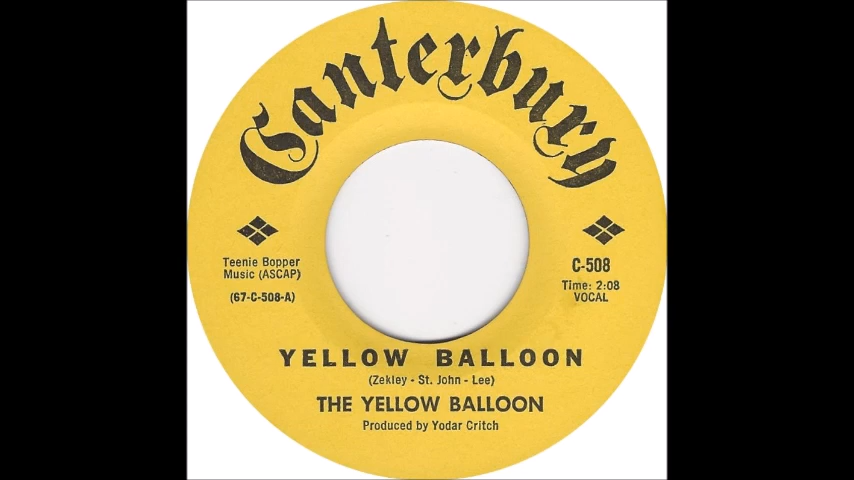 Canterbury
Teenie Bopper
Music (ASCAP)
(67-C-508-A)
C-508
Time: 2:08
VOCAL
YELLOW BALLOON
(Zekley - St. John - Lee)
THE YELLOW BALLOON
Produced by Yodar Critch